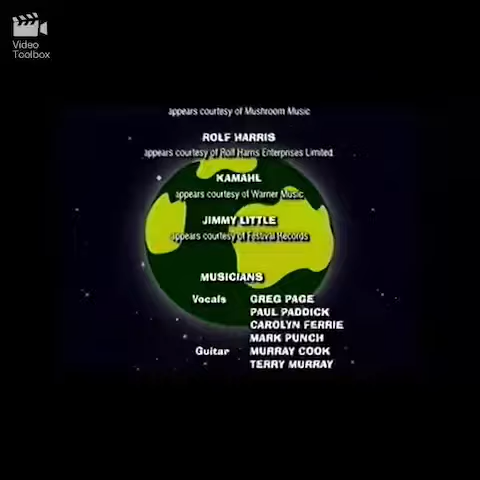 Video
Toolbox
appears courtesy of Mushroom Music
ROLF HARRIS
appears courtesy of Rolf Harris Enterprises Limited
KAMAHL
appears courtesy of Warner Music
JIMMY LITTLE
appears courtesy of Festival Records
MUSICIANS
Vocals GREG PAGE
PAUL PADDICK
CAROLYN FERRIE
MARK PUNCH
Guitar MURRAY COOK
TERRY MURRAY